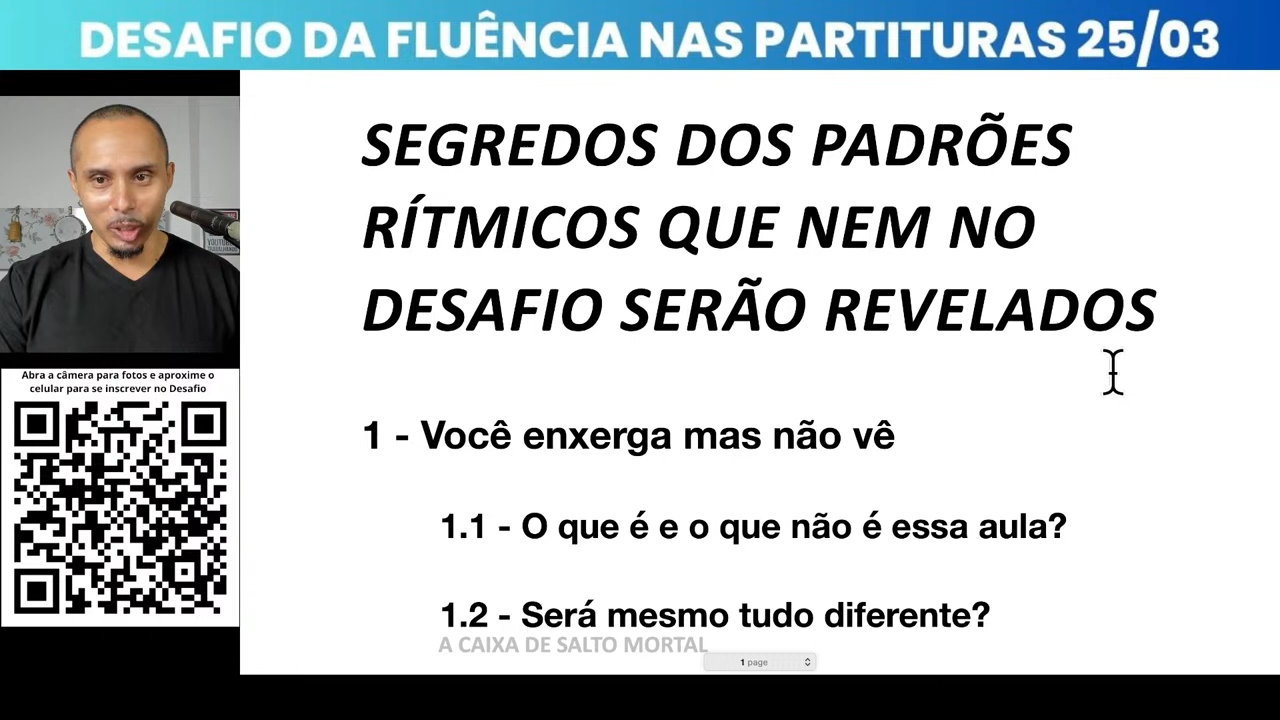 DESAFIO DA FLUÊNCIA NAS PARTITURAS 25/03
SEGREDOS DOS PADRÕES
RÍTMICOS QUE NEM NO
DESAFIO SERÃO REVELADOS
Abra a câmera para fotos e aproxime o
celular para se inscrever no Desafio
1 - Você enxerga mas não vê
1.1 - O que é e o que não é essa aula?
1.2 - Será mesmo tudo diferente?
A CAIXA DE SALTO MORTAL
1 page